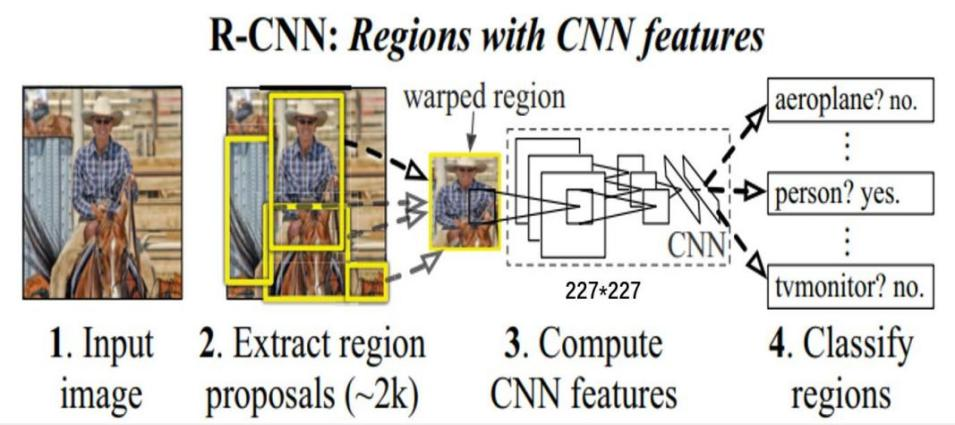 R-CNN: Regions with CNN features
warped region
aeroplane? no.
person? yes.
CNN
tvmonitor? no.
227*227
1. Input
image
2. Extract region
proposals (~2k)
3. Compute
CNN features
4. Classify
regions